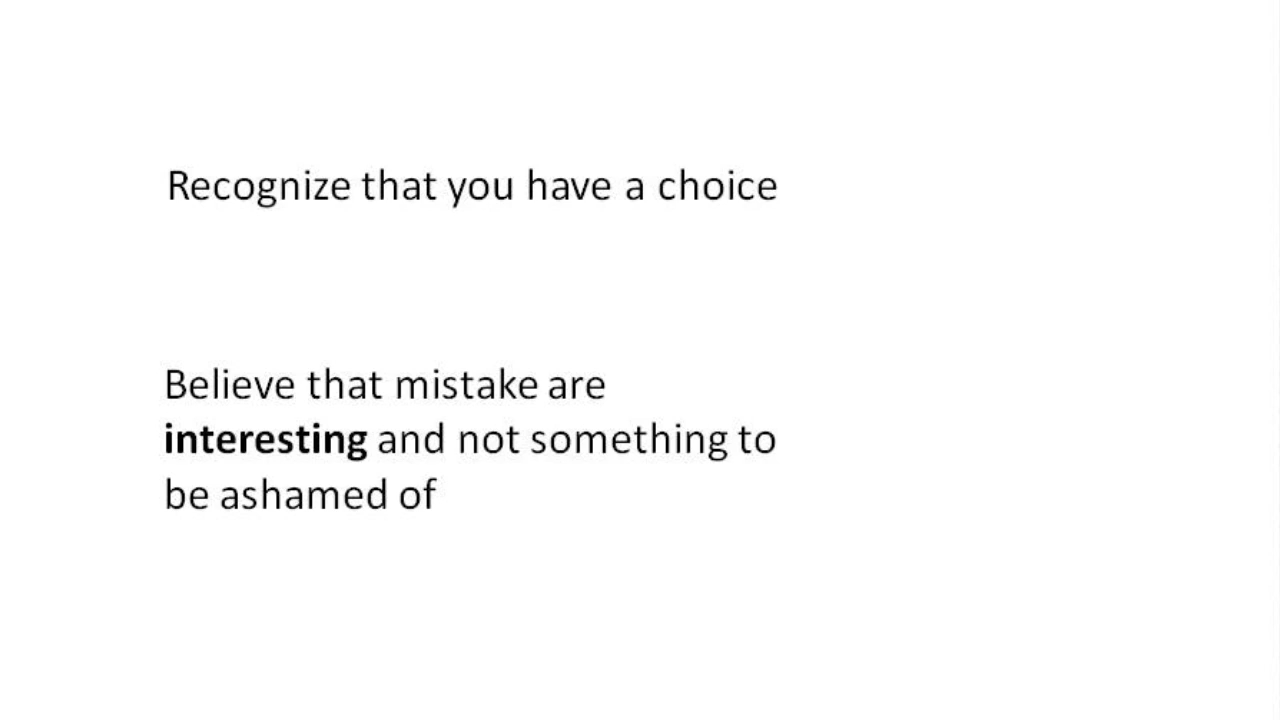 Recognize that you have a choice
Believe that mistake are
interesting and not something to
be ashamed of